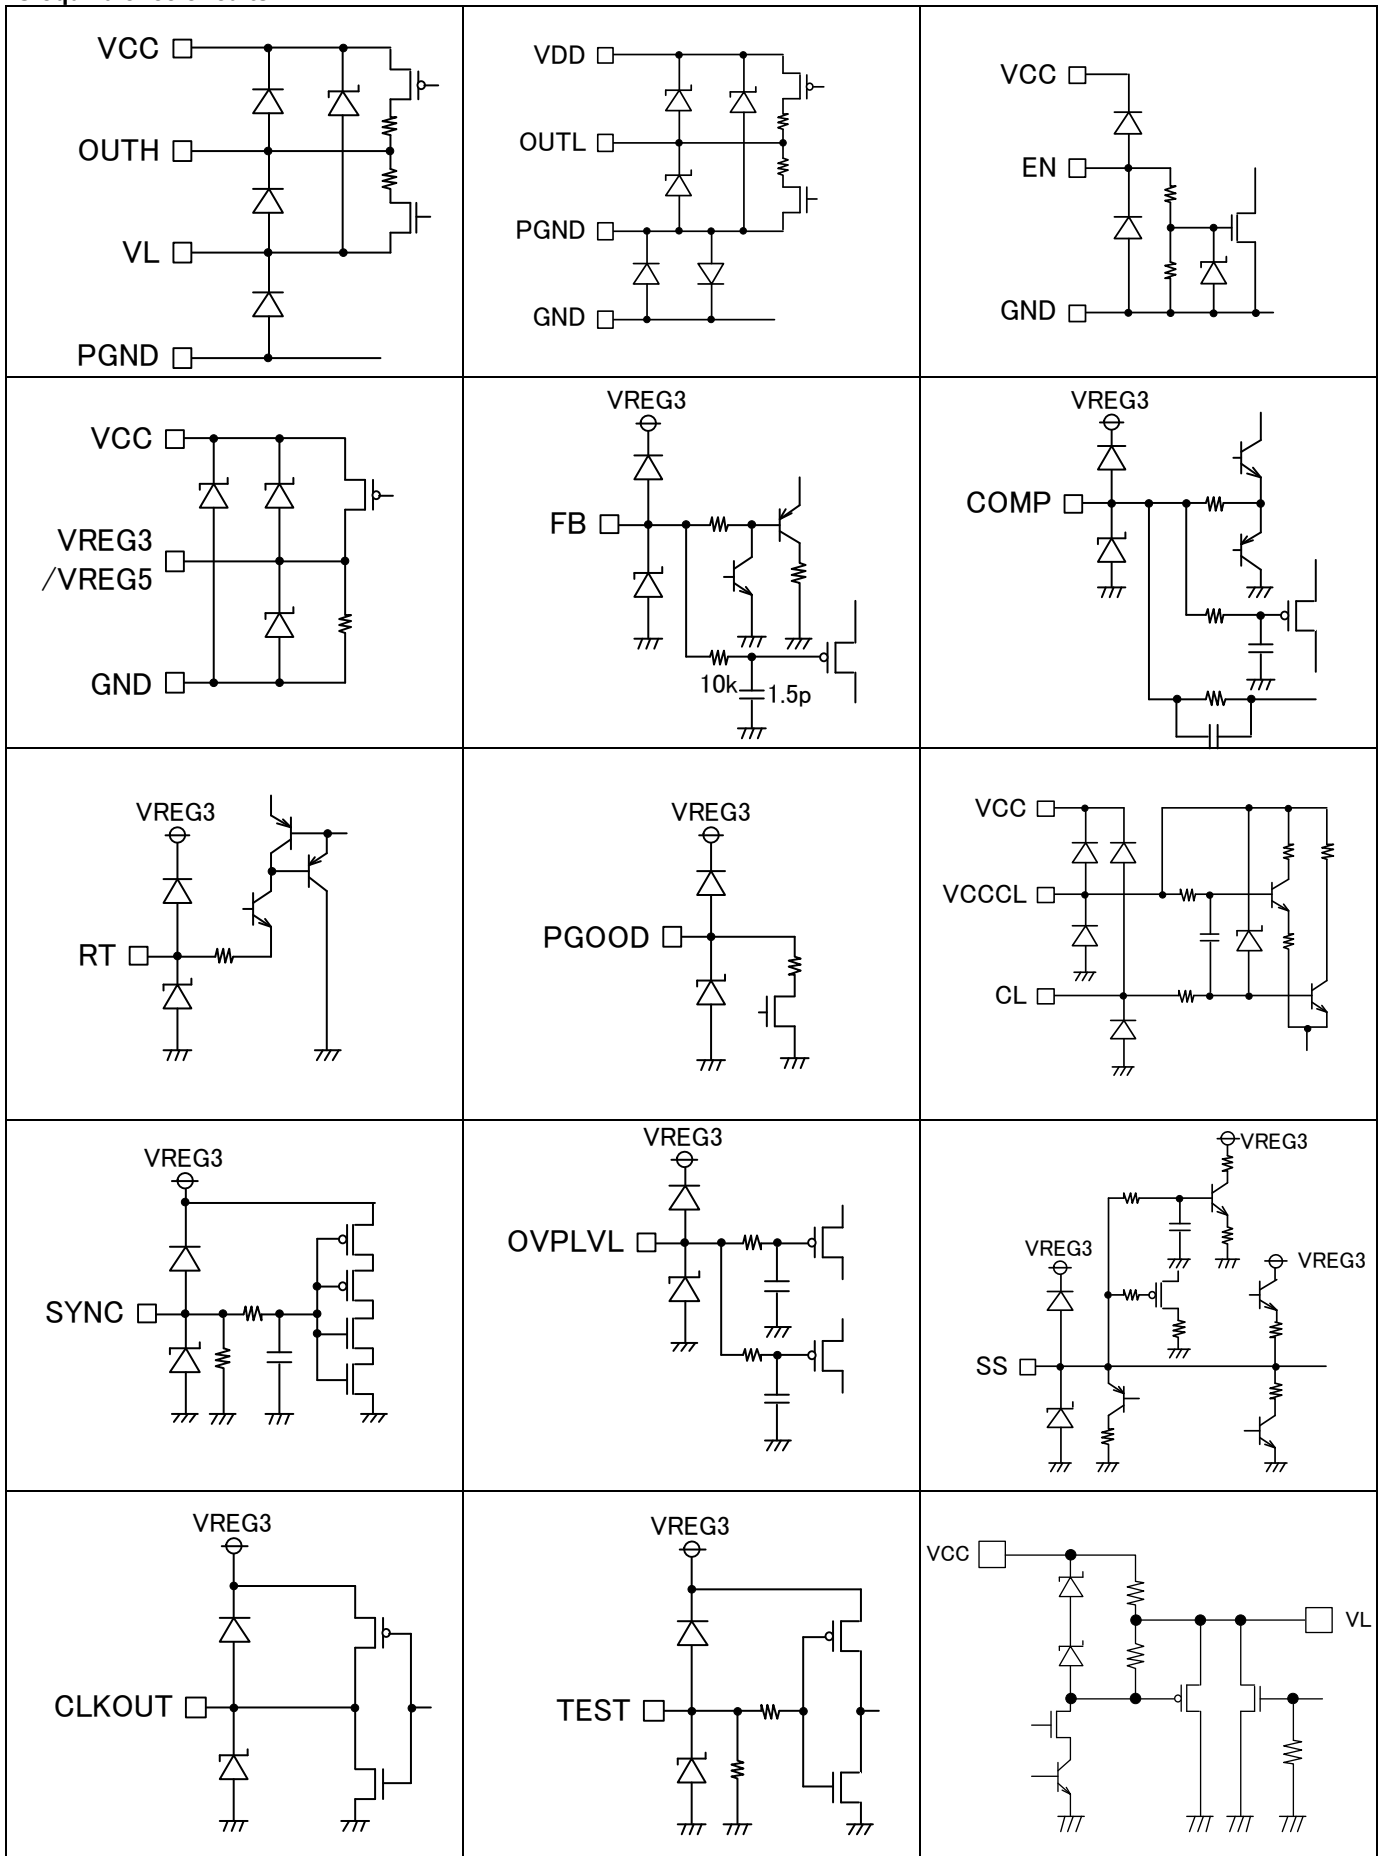 VCC
OUTH
VL
PGND
VDD
OUTL
PGND
GND
VCC
EN
GND
VCC
VREG3
/VREG5
GND
VREG3
FB
10k
1.5p
VREG3
COMP
VREG3
RT
VREG3
PGOOD
VCC
VCCCL
CL
VREG3
SYNC
VREG3
OVPLVL
VREG3
VREG3
VREG3
SS
VREG3
CLKOUT
VREG3
TEST
VCC
VL